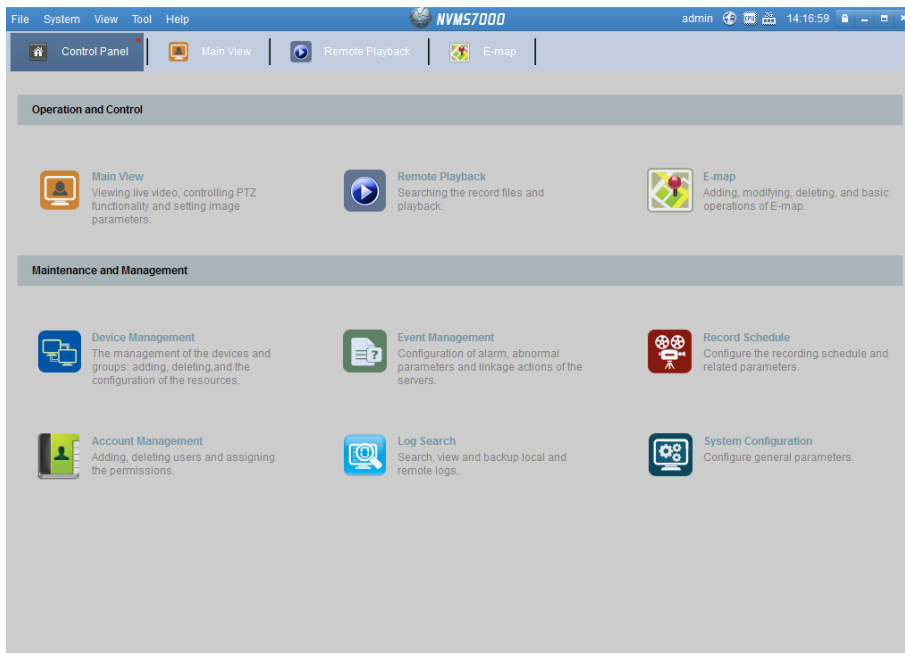 File System View Tool Help NVMS7000 admin 14:16:59
Control Panel Main View Remote Playback E-map
Operation and Control
Main View
Viewing live video, controlling PTZ
functionality and setting image
parameters.
Remote Playback
Searching the record files and
playback.
E-map
Adding, modifying, deleting, and basic
operations of E-map.
Maintenance and Management
Device Management
The management of the devices and
groups: adding, deleting,and the
configuration of the resources.
Event Management
Configuration of alarm, abnormal
parameters and linkage actions of the
servers.
Record Schedule
Configure the recording schedule and
related parameters.
Account Management
Adding, deleting users and assigning
the permissions.
Log Search
Search, view and backup local and
remote logs.
System Configuration
Configure general parameters.